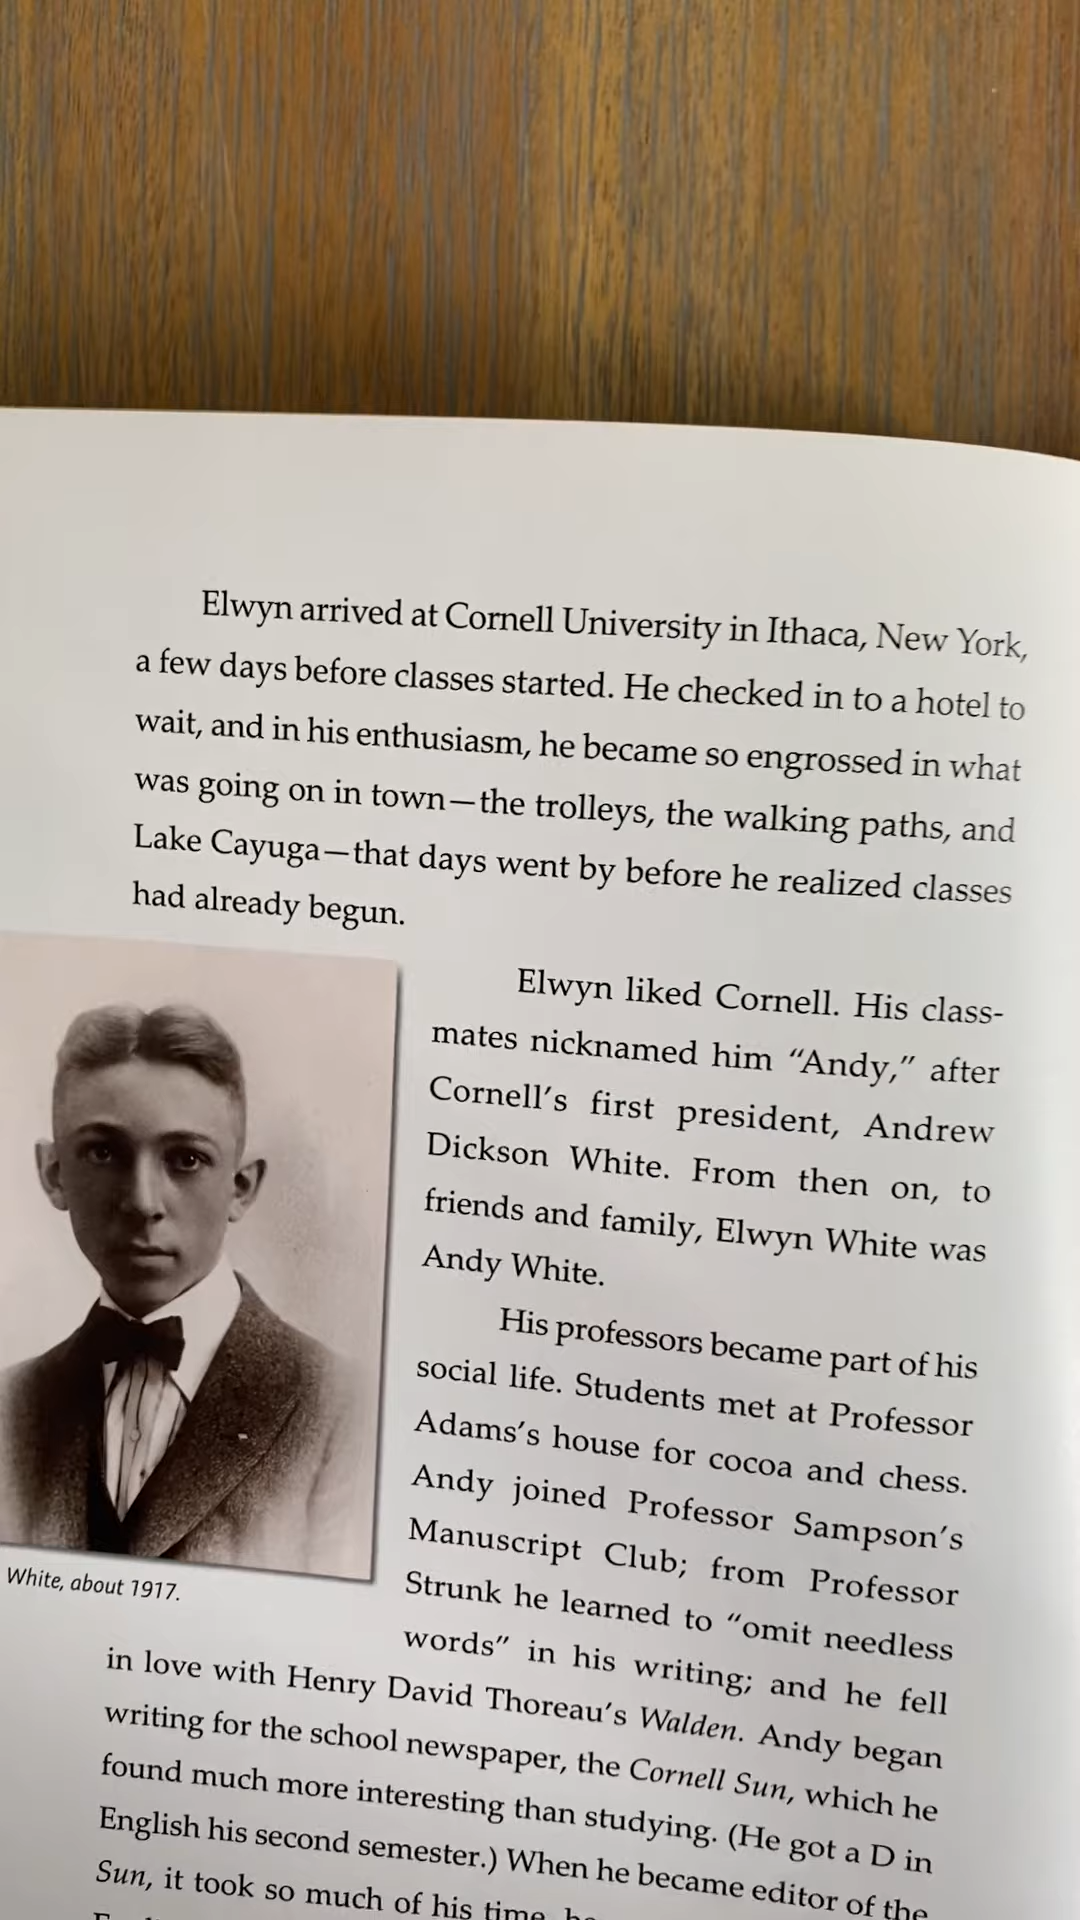 Elwyn arrived at Cornell University in Ithaca, New York,
a few days before classes started. He checked in to a hotel to
wait, and in his enthusiasm, he became so engrossed in what
was going on in town—the trolleys, the walking paths, and
Lake Cayuga—that days went by before he realized classes
had already begun.
Elwyn liked Cornell. His class-
mates nicknamed him “Andy,” after
Cornell’s first president, Andrew
Dickson White. From then on, to
friends and family, Elwyn White was
Andy White.
His professors became part of his
social life. Students met at Professor
Adams’s house for cocoa and chess.
Andy joined Professor Sampson’s
Manuscript Club; from Professor
Strunk he learned to “omit needless
words” in his writing; and he fell
in love with Henry David Thoreau’s Walden. Andy began
writing for the school newspaper, the Cornell Sun, which he
found much more interesting than studying. (He got a D in
English his second semester.) When he became editor of the
Sun, it took so much of his time,
White, about 1917.